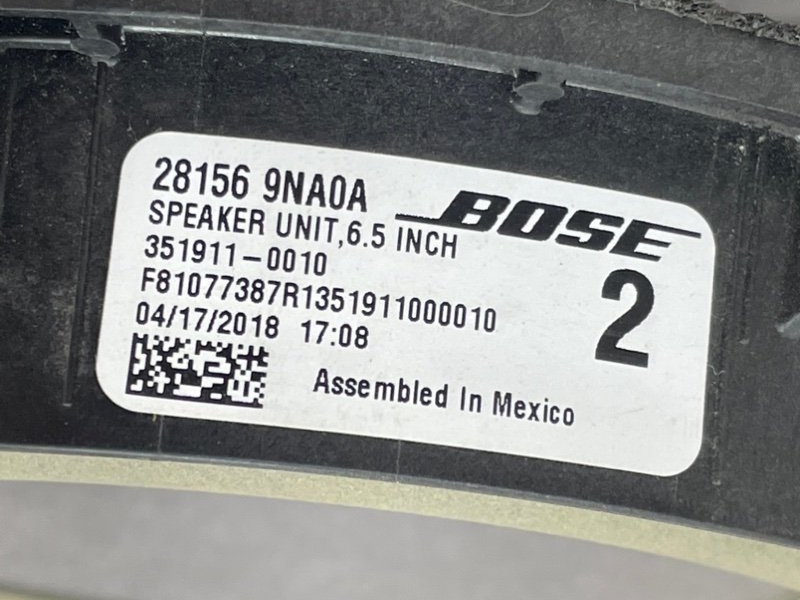 28156 9NA0A
BOSE
SPEAKER UNIT,6.5 INCH
351911-0010
2
F81077387R1351911000010
04/17/2018 17:08
Assembled In Mexico